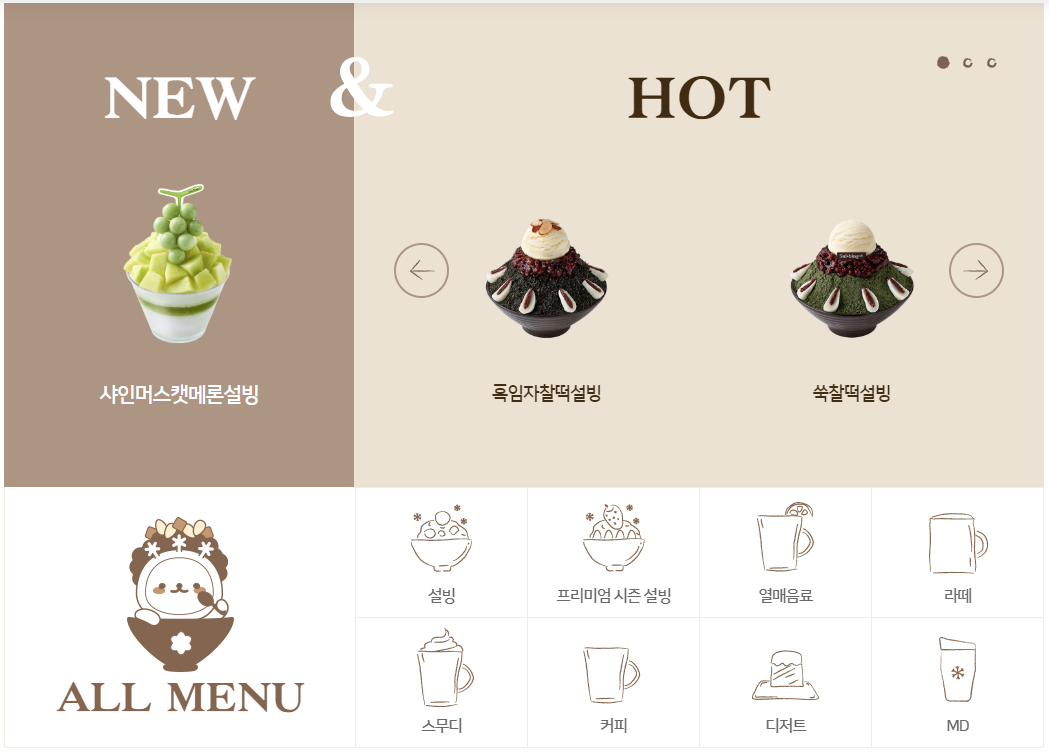 NEW & HOT
샤인머스캣메론설빙
흑임자찰떡설빙
쑥찰떡설빙
ALL MENU
설빙
프리미엄 시즌 설빙
열매음료
라떼
스무디
커피
디저트
MD